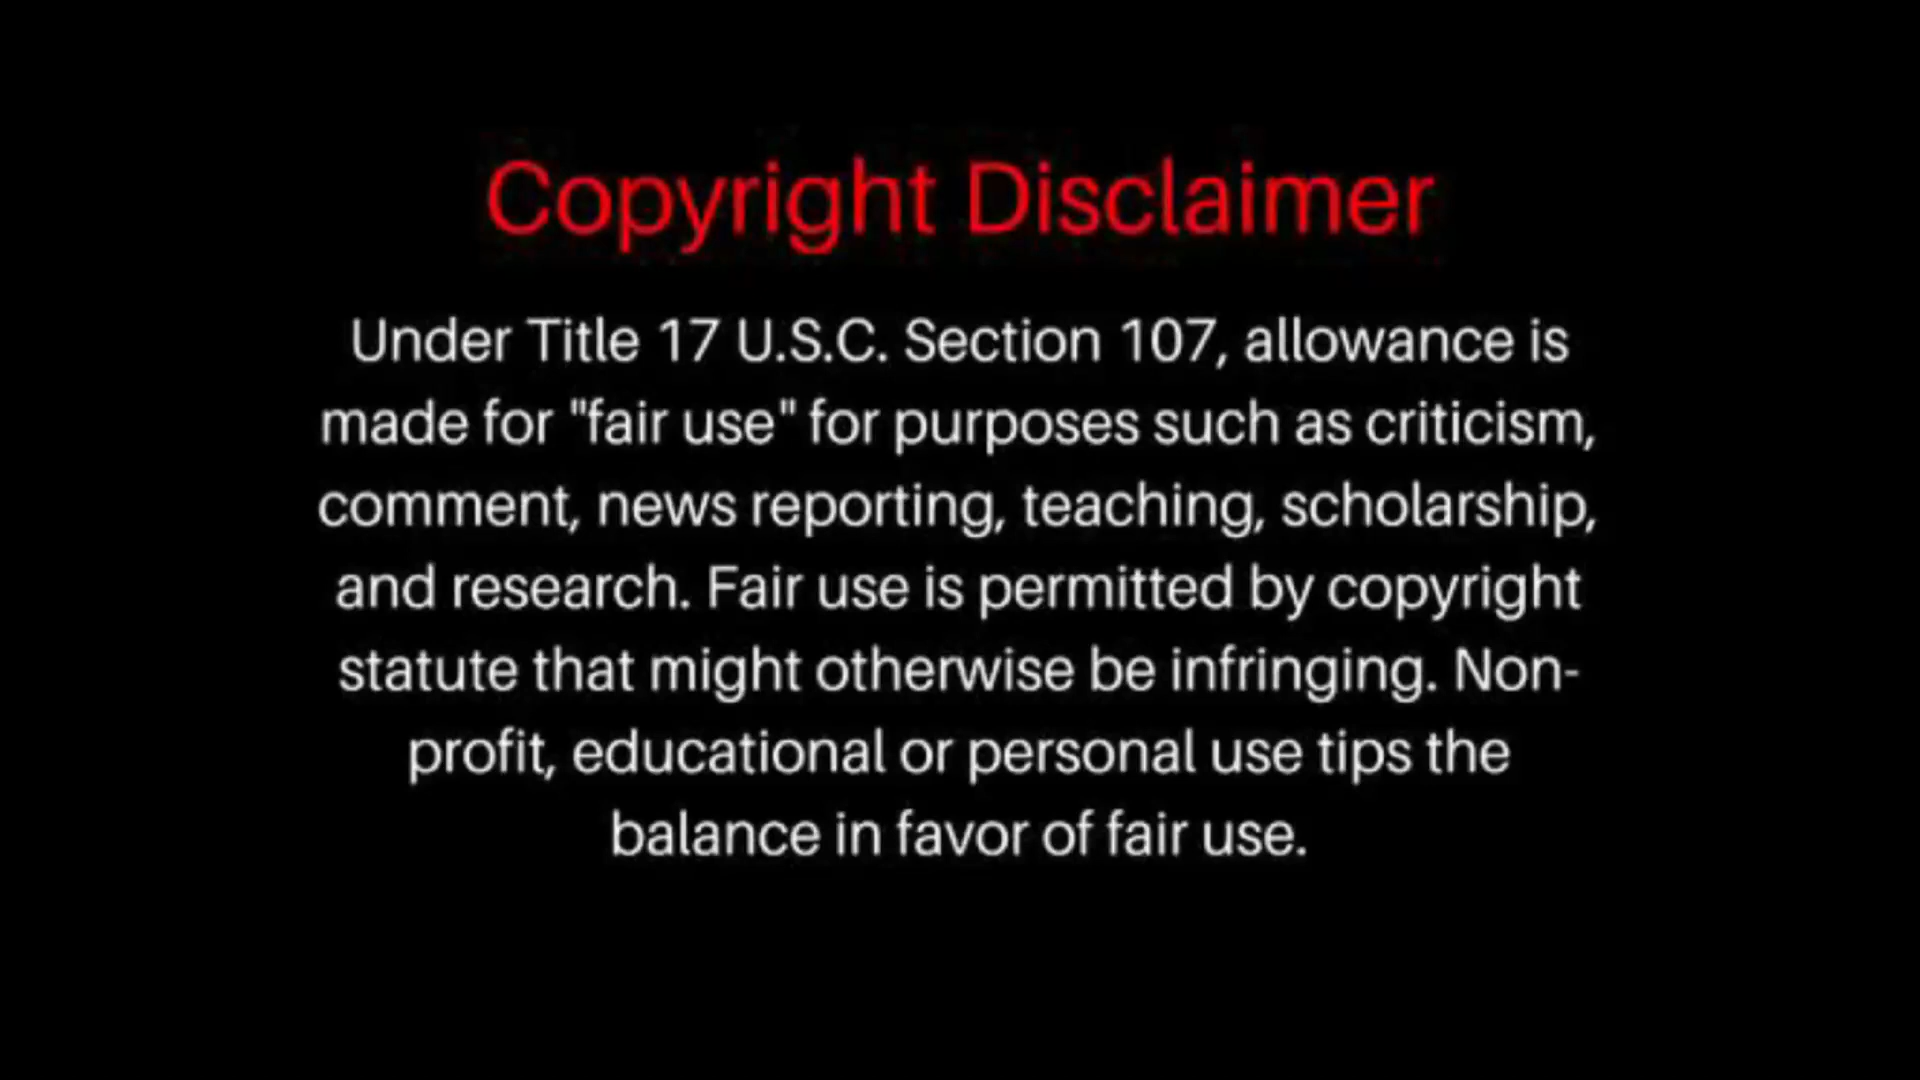 Copyright Disclaimer
Under Title 17 U.S.C. Section 107, allowance is
made for "fair use" for purposes such as criticism,
comment, news reporting, teaching, scholarship,
and research. Fair use is permitted by copyright
statute that might otherwise be infringing. Non-
profit, educational or personal use tips the
balance in favor of fair use.